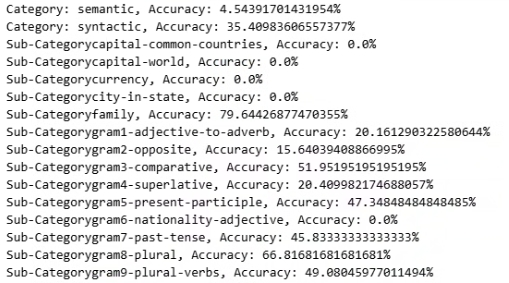 Category: semantic, Accuracy: 4.54391701431954%
Category: syntactic, Accuracy: 35.40983606557377%
Sub-Categorycapital-common-countries, Accuracy: 0.0%
Sub-Categorycapital-world, Accuracy: 0.0%
Sub-Categorycurrency, Accuracy: 0.0%
Sub-Categorycity-in-state, Accuracy: 0.0%
Sub-Categoryfamily, Accuracy: 79.64426877470355%
Sub-Categorygram1-adjective-to-adverb, Accuracy: 20.161290322580644%
Sub-Categorygram2-opposite, Accuracy: 15.64039408866995%
Sub-Categorygram3-comparative, Accuracy: 51.95195195195195%
Sub-Categorygram4-superlative, Accuracy: 20.409982174688057%
Sub-Categorygram5-present-participle, Accuracy: 47.34848484848485%
Sub-Categorygram6-nationality-adjective, Accuracy: 0.0%
Sub-Categorygram7-past-tense, Accuracy: 45.83333333333333%
Sub-Categorygram8-plural, Accuracy: 66.81681681681681%
Sub-Categorygram9-plural-verbs, Accuracy: 49.08045977011494%